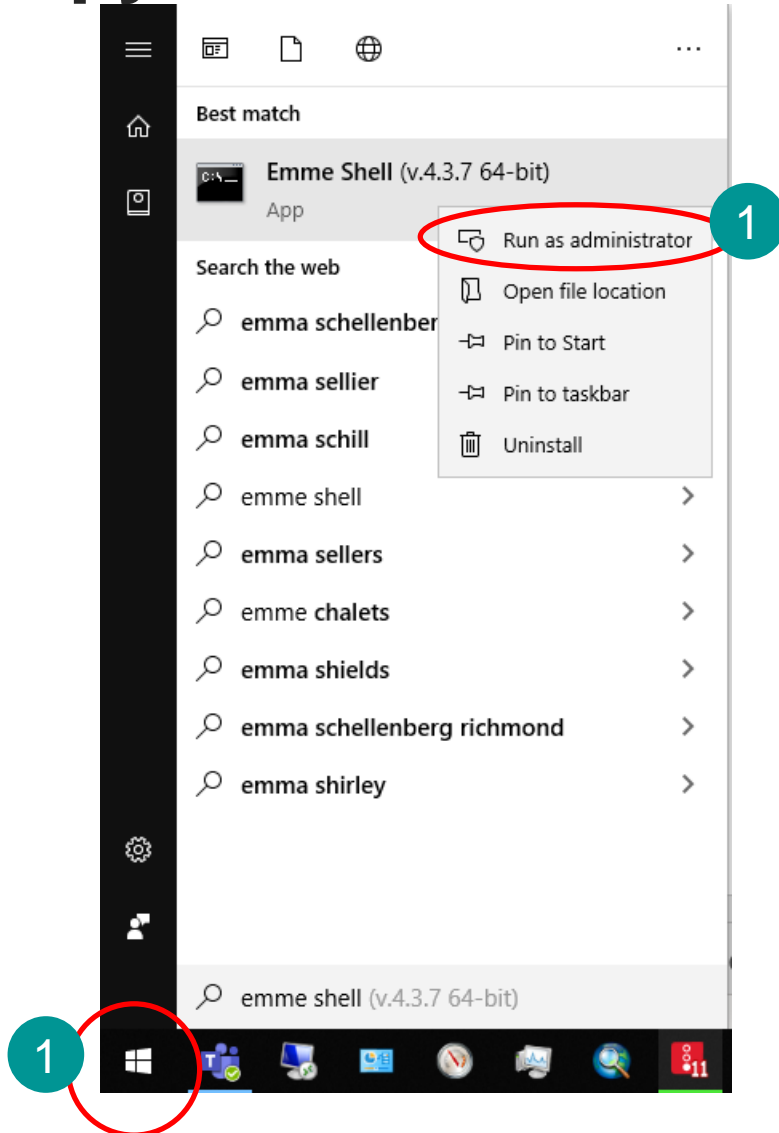 Best match
Emme Shell (v.4.3.7 64-bit)
App
1
Run as administrator
Search the web
Open file location
emma schellenber
Pin to Start
emma sellier
Pin to taskbar
emma schill
Uninstall
emme shell
emma sellers
emme chalets
emma shields
emma schellenberg richmond
emma shirley
emme shell (v.4.3.7 64-bit)
1
11